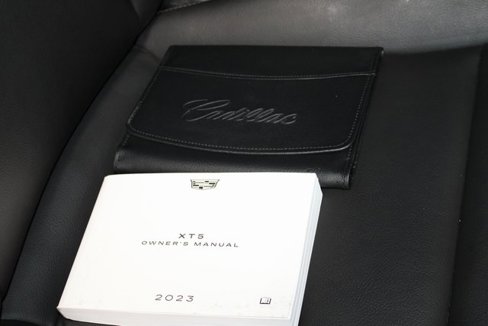 Cadillac
XT5
OWNER'S MANUAL
2023